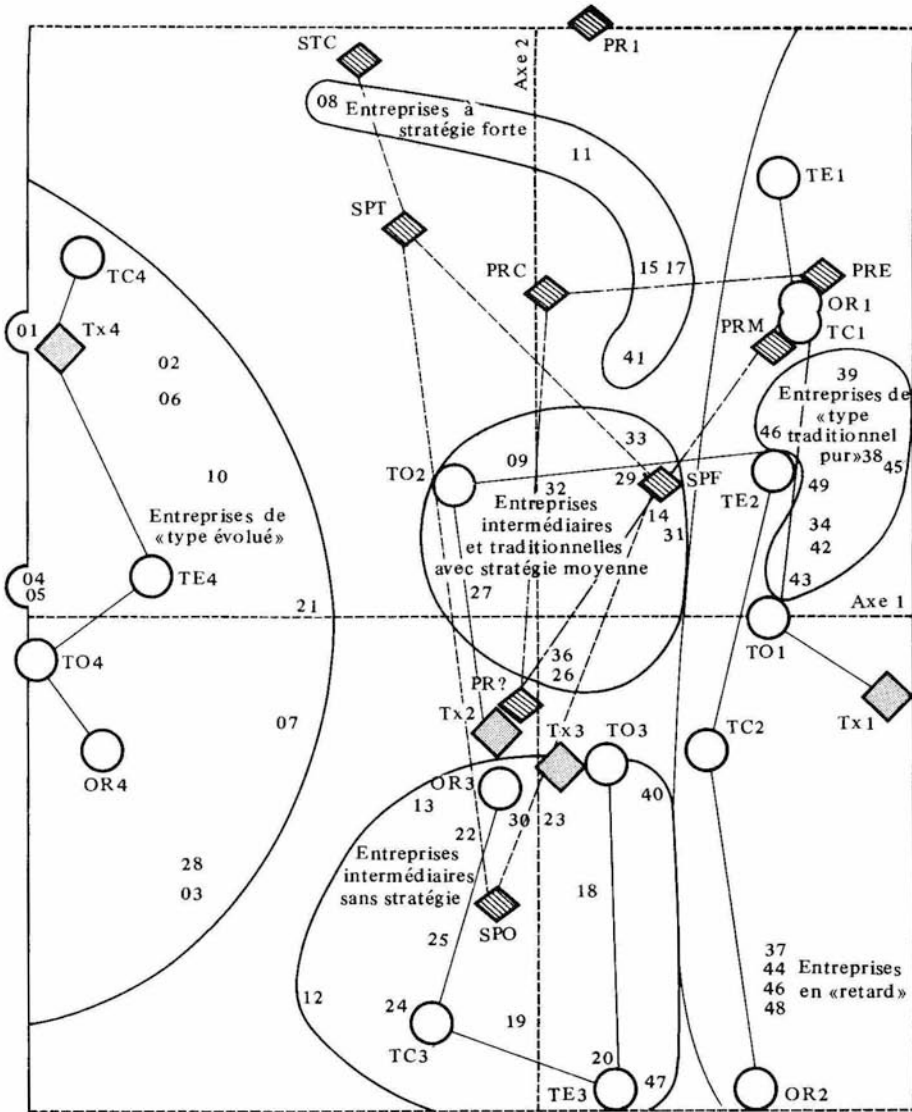 PR1
STC
Axe 2
08
Entreprises à
stratégie forte
11
TE1
SPT
TC4
PRC
15 17
PRE
OR1
01
Tx4
PRM
TC1
02
41
39
06
Entreprises de
«type
traditionnel
pur»38
45
46
33
10
TO2
09
29
SPF
TE2
32
49
Entreprises de
«type évolué»
Entreprises
intermédiaires
et traditionnelles
avec stratégie moyenne
14
31
34
42
04
05
TE4
27
43
21
Axe 1
TO4
TO1
36
26
PR?
Tx2
Tx3
TO3
TC2
Tx1
07
OR4
OR3
13
30
23
40
22
Entreprises
intermédiaires
sans stratégie
28
03
18
SPO
25
37
44
46
48
Entreprises
en «retard»
12
24
19
TC3
20
TE3
47
OR2